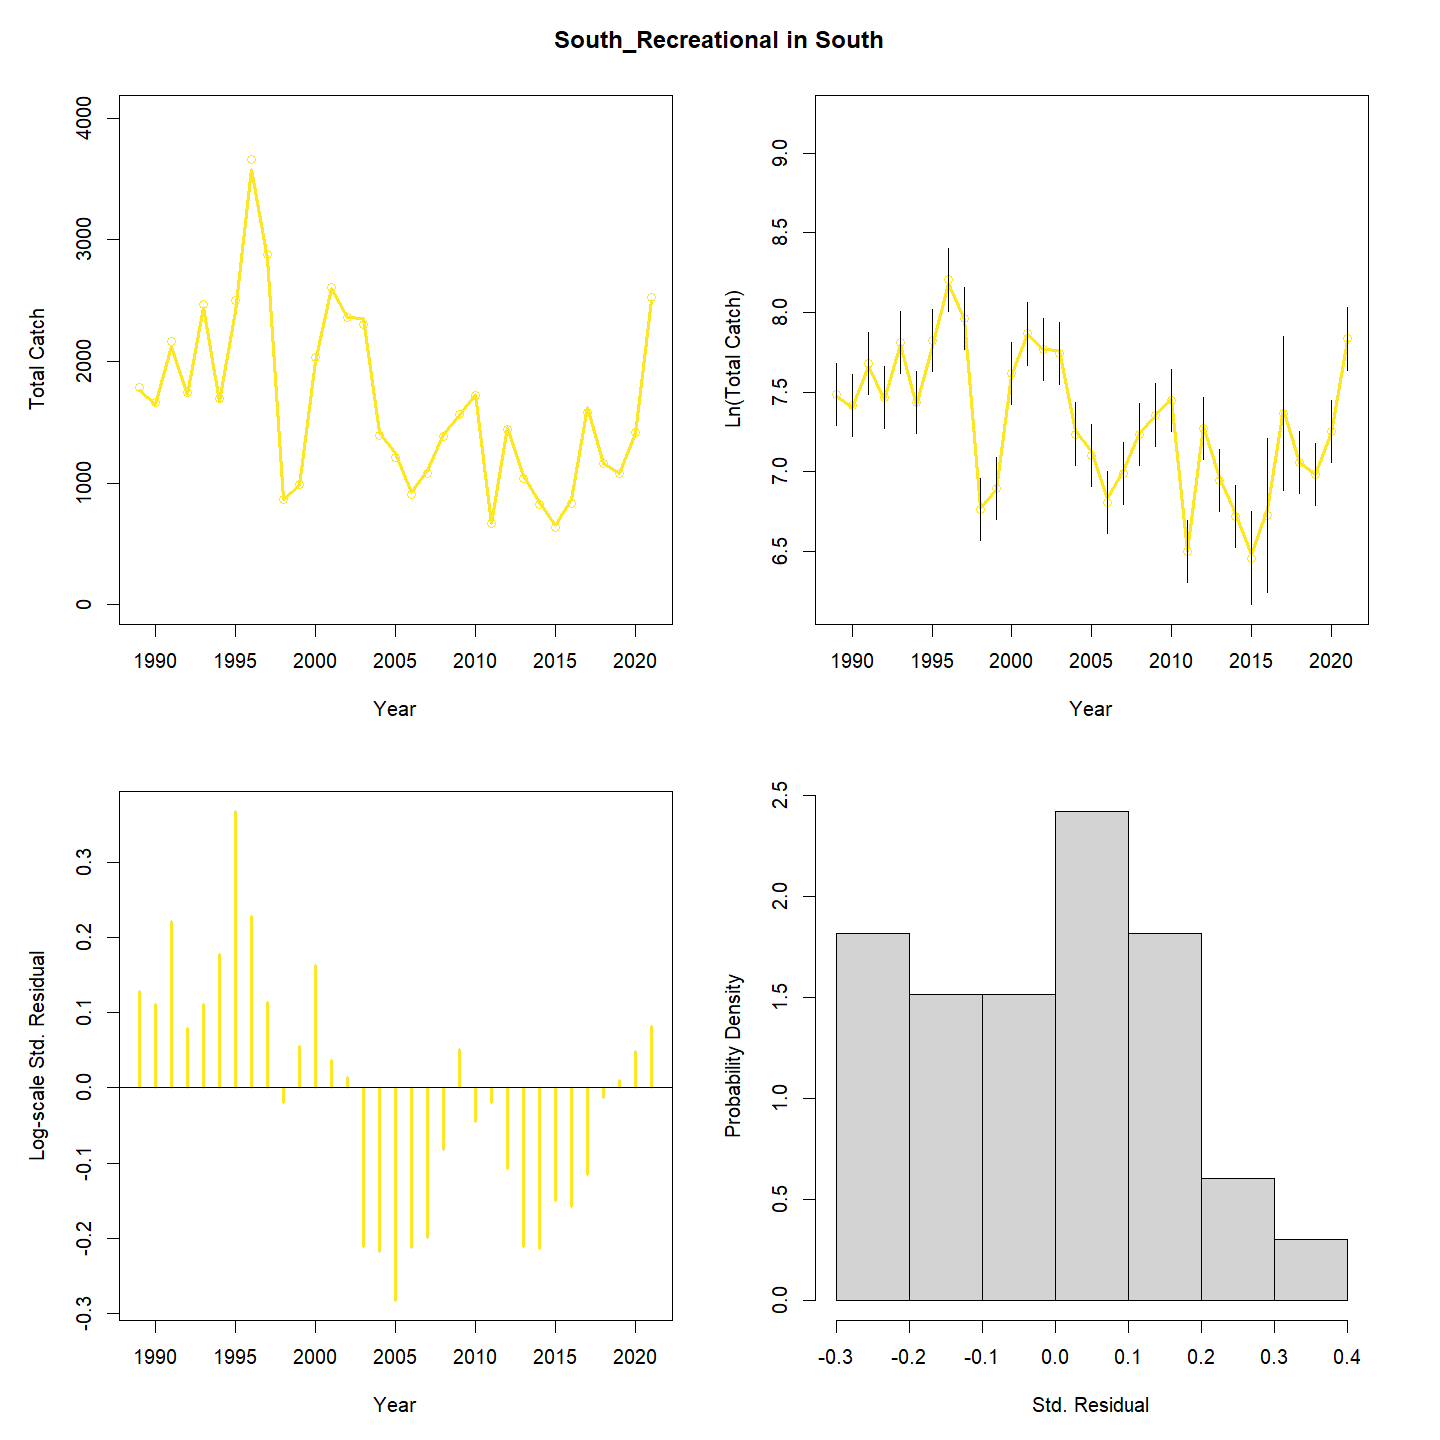 South_Recreational in South
Total Catch
4000
3000
2000
1000
0
1990 1995 2000 2005 2010 2015 2020
Year
Ln(Total Catch)
9.0
8.5
8.0
7.5
7.0
6.5
1990 1995 2000 2005 2010 2015 2020
Year
Log-scale Std. Residual
0.3
0.2
0.1
0.0
-0.1
-0.2
-0.3
1990 1995 2000 2005 2010 2015 2020
Year
Probability Density
2.5
2.0
1.5
1.0
0.5
0.0
-0.3 -0.2 -0.1 0.0 0.1 0.2 0.3 0.4
Std. Residual